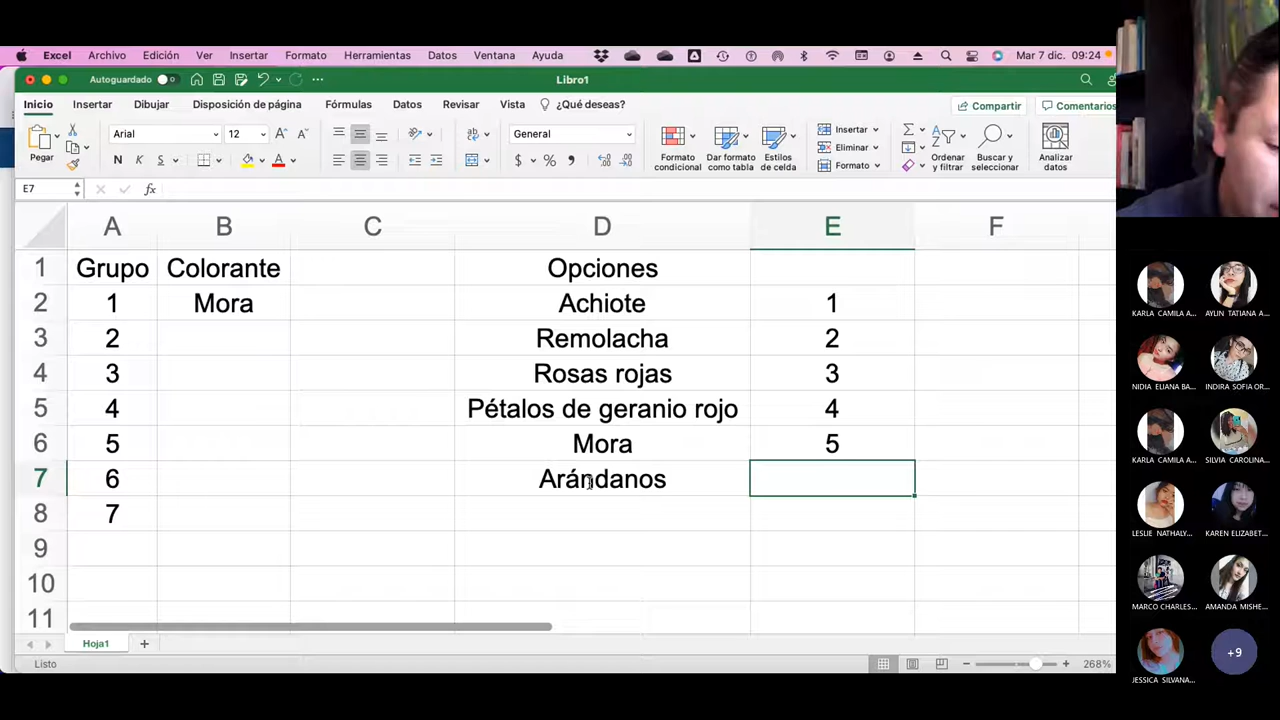 Excel Archivo Edición Ver Insertar Formato Herramientas Datos Ventana Ayuda Mar 7 dic. 09:24
Autoguardado Libro1
Inicio Insertar Dibujar Disposición de página Fórmulas Datos Revisar Vista ¿Qué deseas? Compartir Comentarios
Pegar Arial 12 General Formato condicional Dar formato como tabla Estilos de celda Insertar Eliminar Formato Ordenar y filtrar Buscar y seleccionar Analizar datos
N K S $ % 
E7 fx
A B C D E F
1 Grupo Colorante Opciones
2 1 Mora Achiote 1
3 2 Remolacha 2
4 3 Rosas rojas 3
5 4 Pétalos de geranio rojo 4
6 5 Mora 5
7 6 Arándanos
8 7
9
10
11
Hoja1 +
Listo 268%
KARLA CAMILA A... AYLIN TATIANA A...
NIDIA ELIANA BA... INDIRA SOFIA OR...
KARLA CAMILA A... SILVIA CAROLINA...
LESLIE NATHALY... KAREN ELIZABET...
MARCO CHARLES... AMANDA MISHE...
JESSICA SILVANA... +9